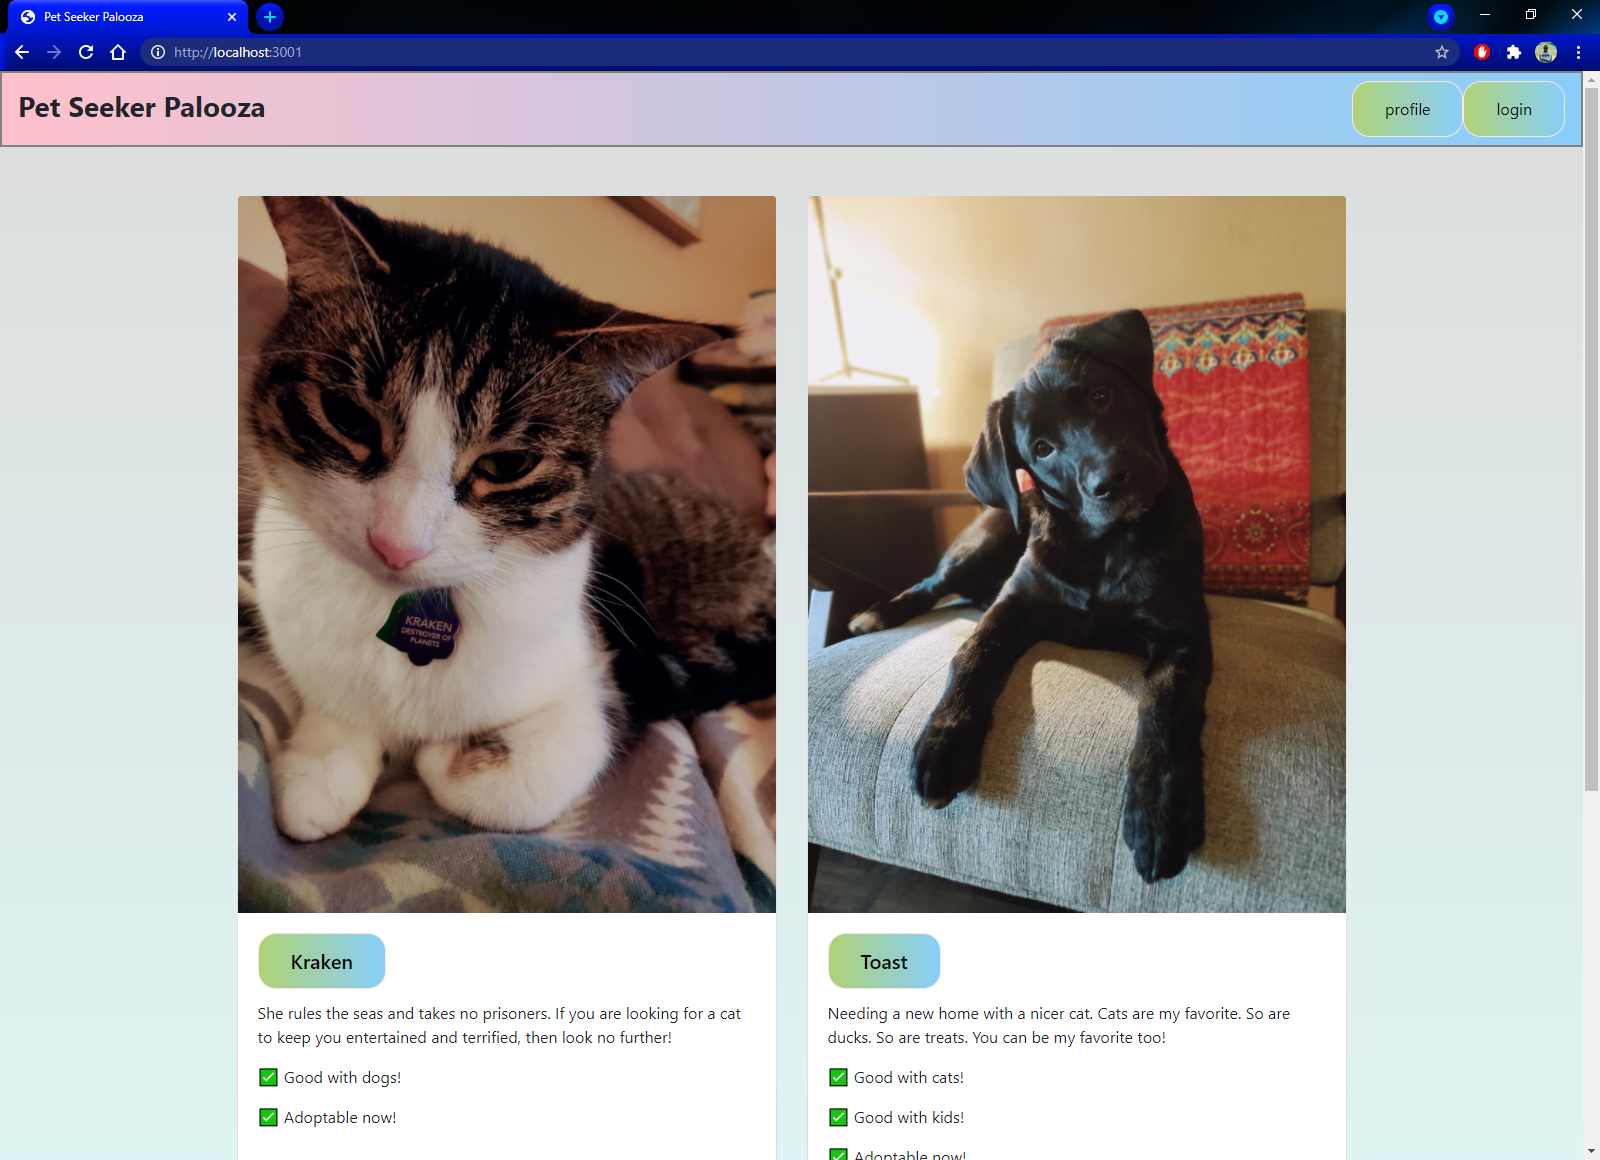 Pet Seeker Palooza
http://localhost:3001
Pet Seeker Palooza
profile
login
KRAKEN
DESTROYER OF
PLANETS
Kraken
She rules the seas and takes no prisoners. If you are looking for a cat
to keep you entertained and terrified, then look no further!
Good with dogs!
Adoptable now!
Toast
Needing a new home with a nicer cat. Cats are my favorite. So are
ducks. So are treats. You can be my favorite too!
Good with cats!
Good with kids!
Adoptable now!